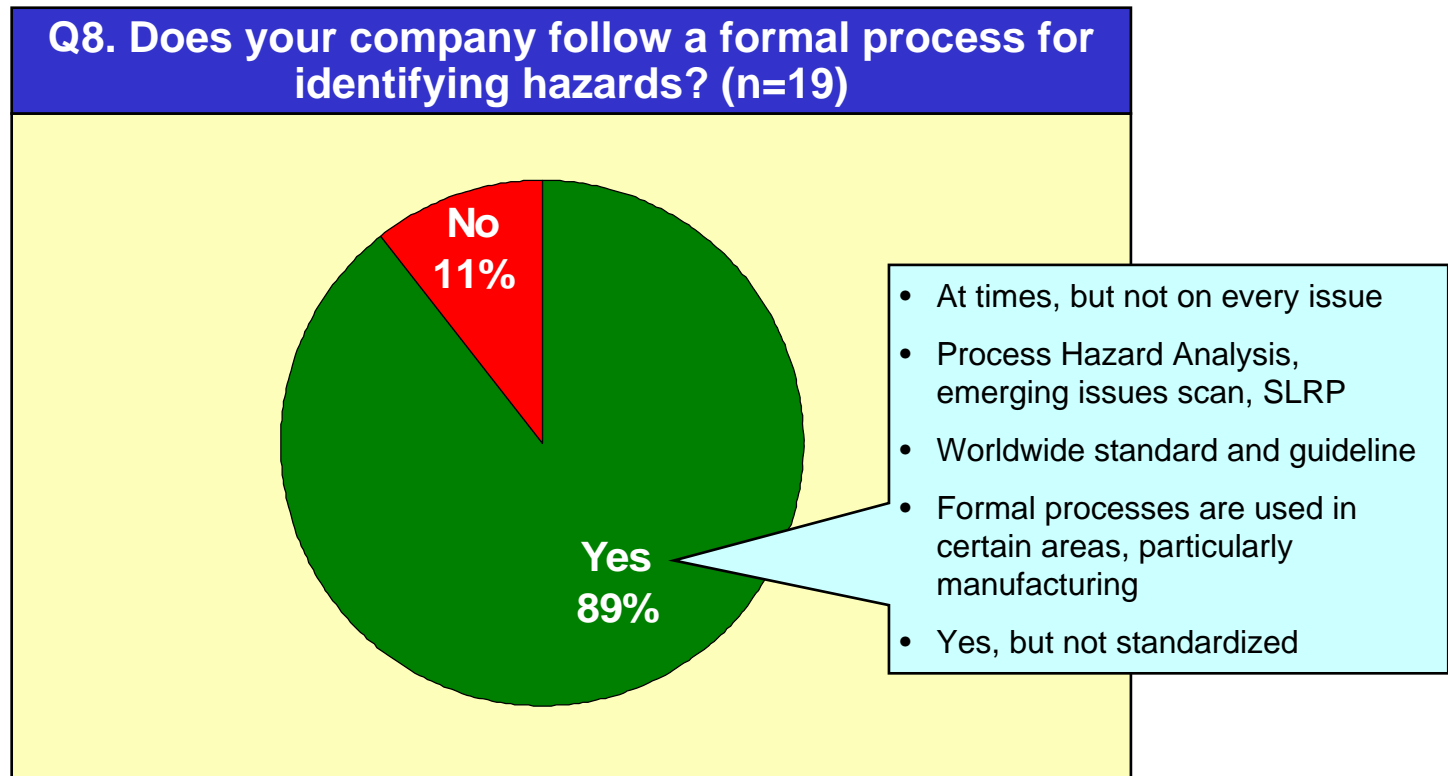 Q8. Does your company follow a formal process for
identifying hazards? (n=19)
No
11%
Yes
89%
• At times, but not on every issue
• Process Hazard Analysis,
emerging issues scan, SLRP
• Worldwide standard and guideline
• Formal processes are used in
certain areas, particularly
manufacturing
• Yes, but not standardized